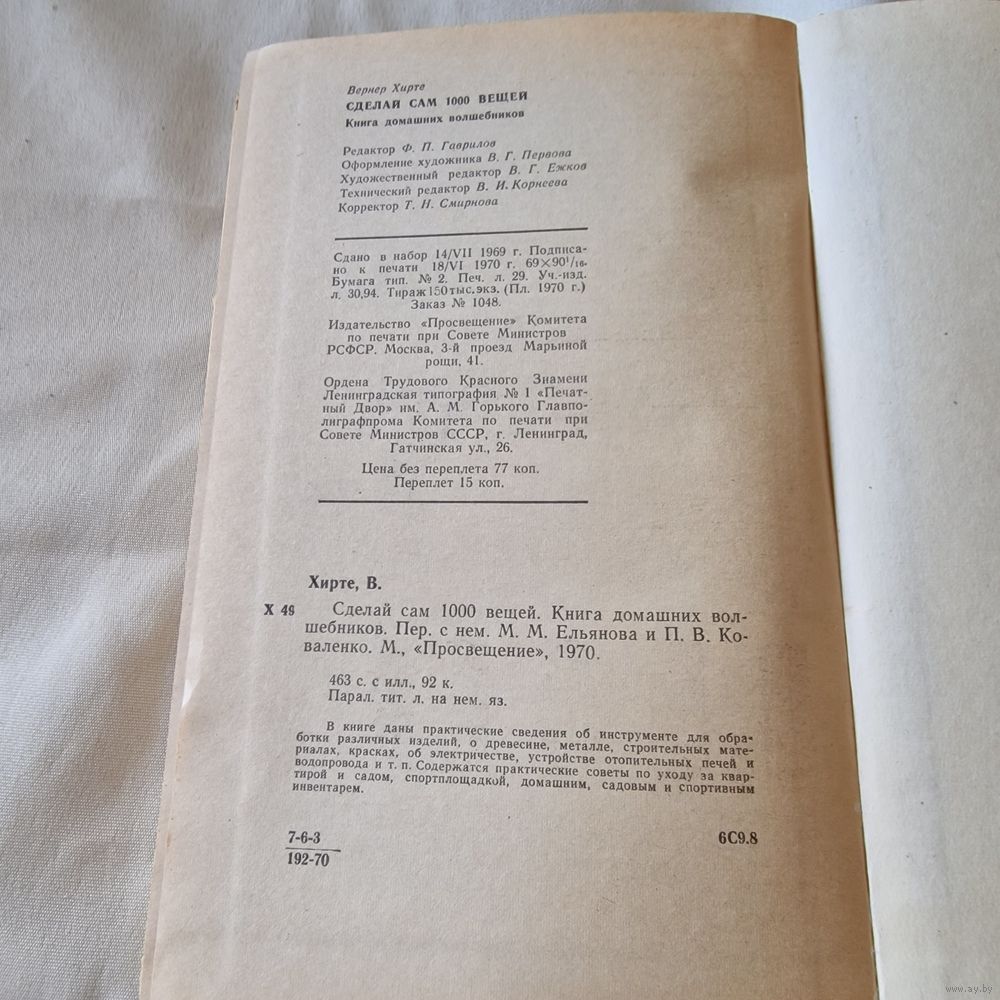 Вернер Хирте
СДЕЛАЙ САМ 1000 ВЕЩЕЙ
Книга домашних волшебников
Редактор Ф. П. Гаврилов
Оформление художника В. Г. Первова
Художественный редактор В. Г. Ежков
Технический редактор В. И. Корнеева
Корректор Т. Н. Смирнова
Сдано в набор 14/VII 1969 г. Подписа-
но к печати 18/VI 1970 г. 69×90¹/₁₆.
Бумага тип. № 2. Печ. л. 29. Уч.-изд.
л. 30,94. Тираж 150 тыс. экз. (Пл. 1970 г.)
Заказ № 1048.
Издательство «Просвещение» Комитета
по печати при Совете Министров
РСФСР. Москва, 3-й проезд Марьиной
рощи, 41.
Ордена Трудового Красного Знамени
Ленинградская типография № 1 «Печат-
ный Двор» им. А. М. Горького Главпо-
лиграфпрома Комитета по печати при
Совете Министров СССР, г. Ленинград,
Гатчинская ул., 26.
Цена без переплета 77 коп.
Переплет 15 коп.
Хирте, В.
Х 49 Сделай сам 1000 вещей. Книга домашних вол-
шебников. Пер. с нем. М. М. Ельянова и П. В. Ко-
валенко. М., «Просвещение», 1970.
463 с. с илл., 92 к.
Парал. тит. л. на нем. яз.
В книге даны практические сведения об инструменте для обра-
ботки различных изделий, о древесине, металле, строительных мате-
риалах, красках, об электричестве, устройстве отопительных печей и
водопровода и т. п. Содержатся практические советы по уходу за квар-
тирой и садом, спортплощадкой, домашним, садовым и спортивным
инвентарем.
7-6-3 6С9.8
192-70
www.ay.by